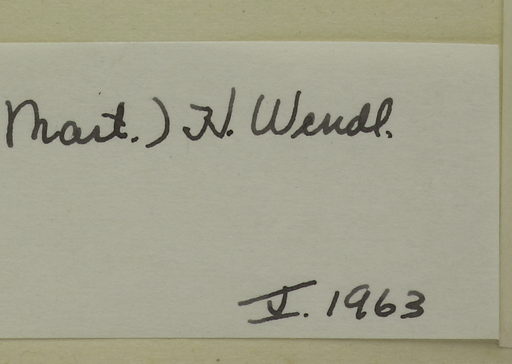 Mart.) H. Wendl.
V. 1963